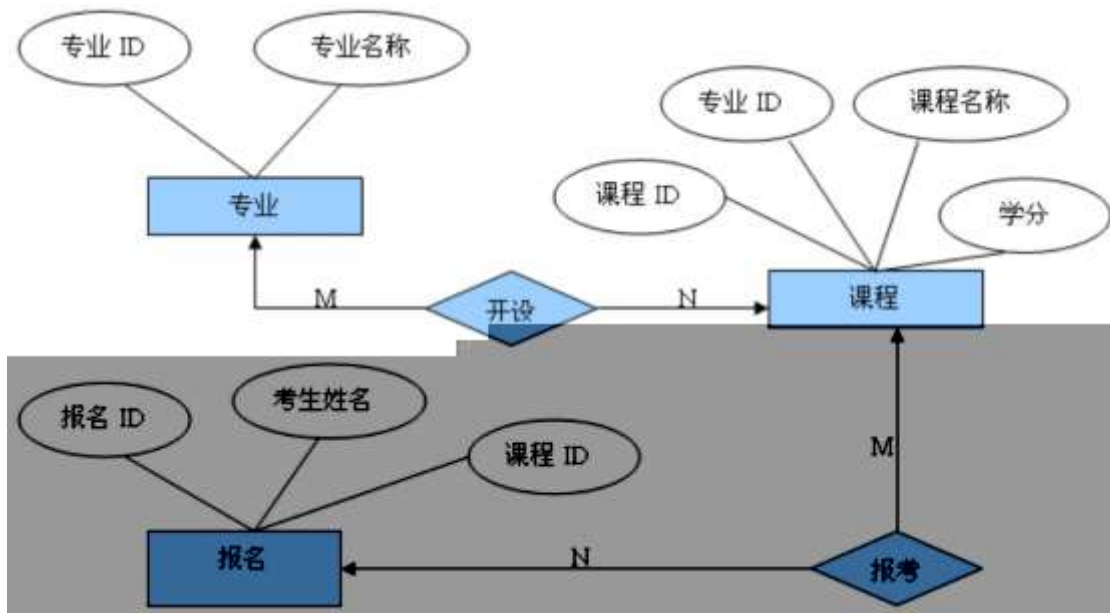 专业 ID
专业名称
专业 ID
课程名称
课程 ID
学分
专业
课程
M
开设
N
报名 ID
考生姓名
课程 ID
M
报名
N
报考